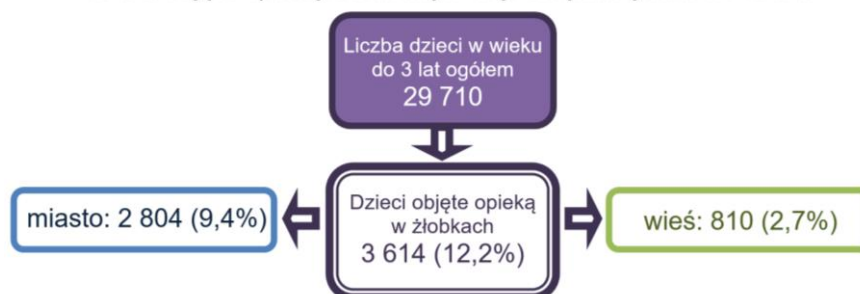 Liczba dzieci w wieku
do 3 lat ogółem
29 710
miasto: 2 804 (9,4%)
Dzieci objęte opieką
w żłobkach
3 614 (12,2%)
wieś: 810 (2,7%)